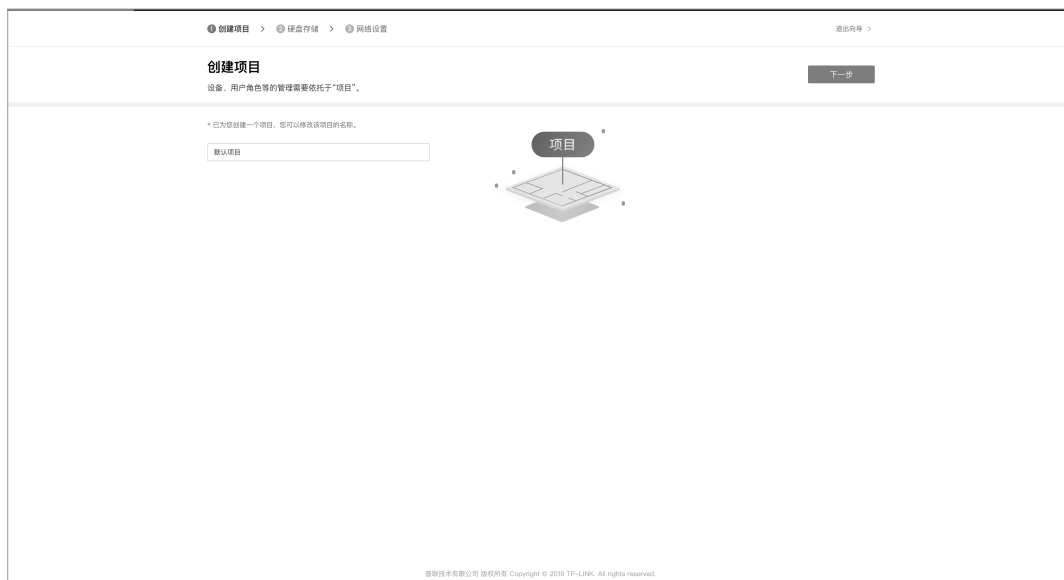 1 创建项目 > 2 硬盘存储 > 3 网络设置 退出向导 >
创建项目
下一步
设备、用户角色等的管理需要依托于“项目”。
* 已为您创建一个项目，您可以修改该项目的名称。
项目
默认项目
普联技术有限公司 版权所有 Copyright © 2019 TP-LINK. All rights reserved.